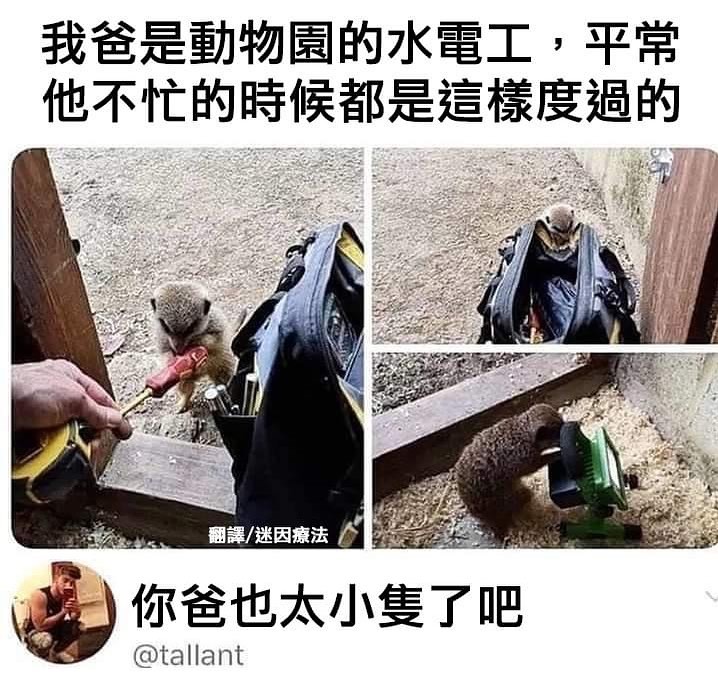 我爸是動物園的水電工，平常
他不忙的時候都是這樣度過的
翻譯/迷因療法
你爸也太小隻了吧
@tallant